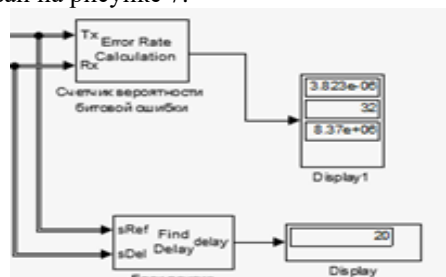 на рисунке 7.
Tx
Error Rate
Calculation
Rx
Счетчик вероятности
битовой ошибки
3.823e-06
32
8.37e+06
Display1
sRef
Find
Delay
delay
sDel
20
Display